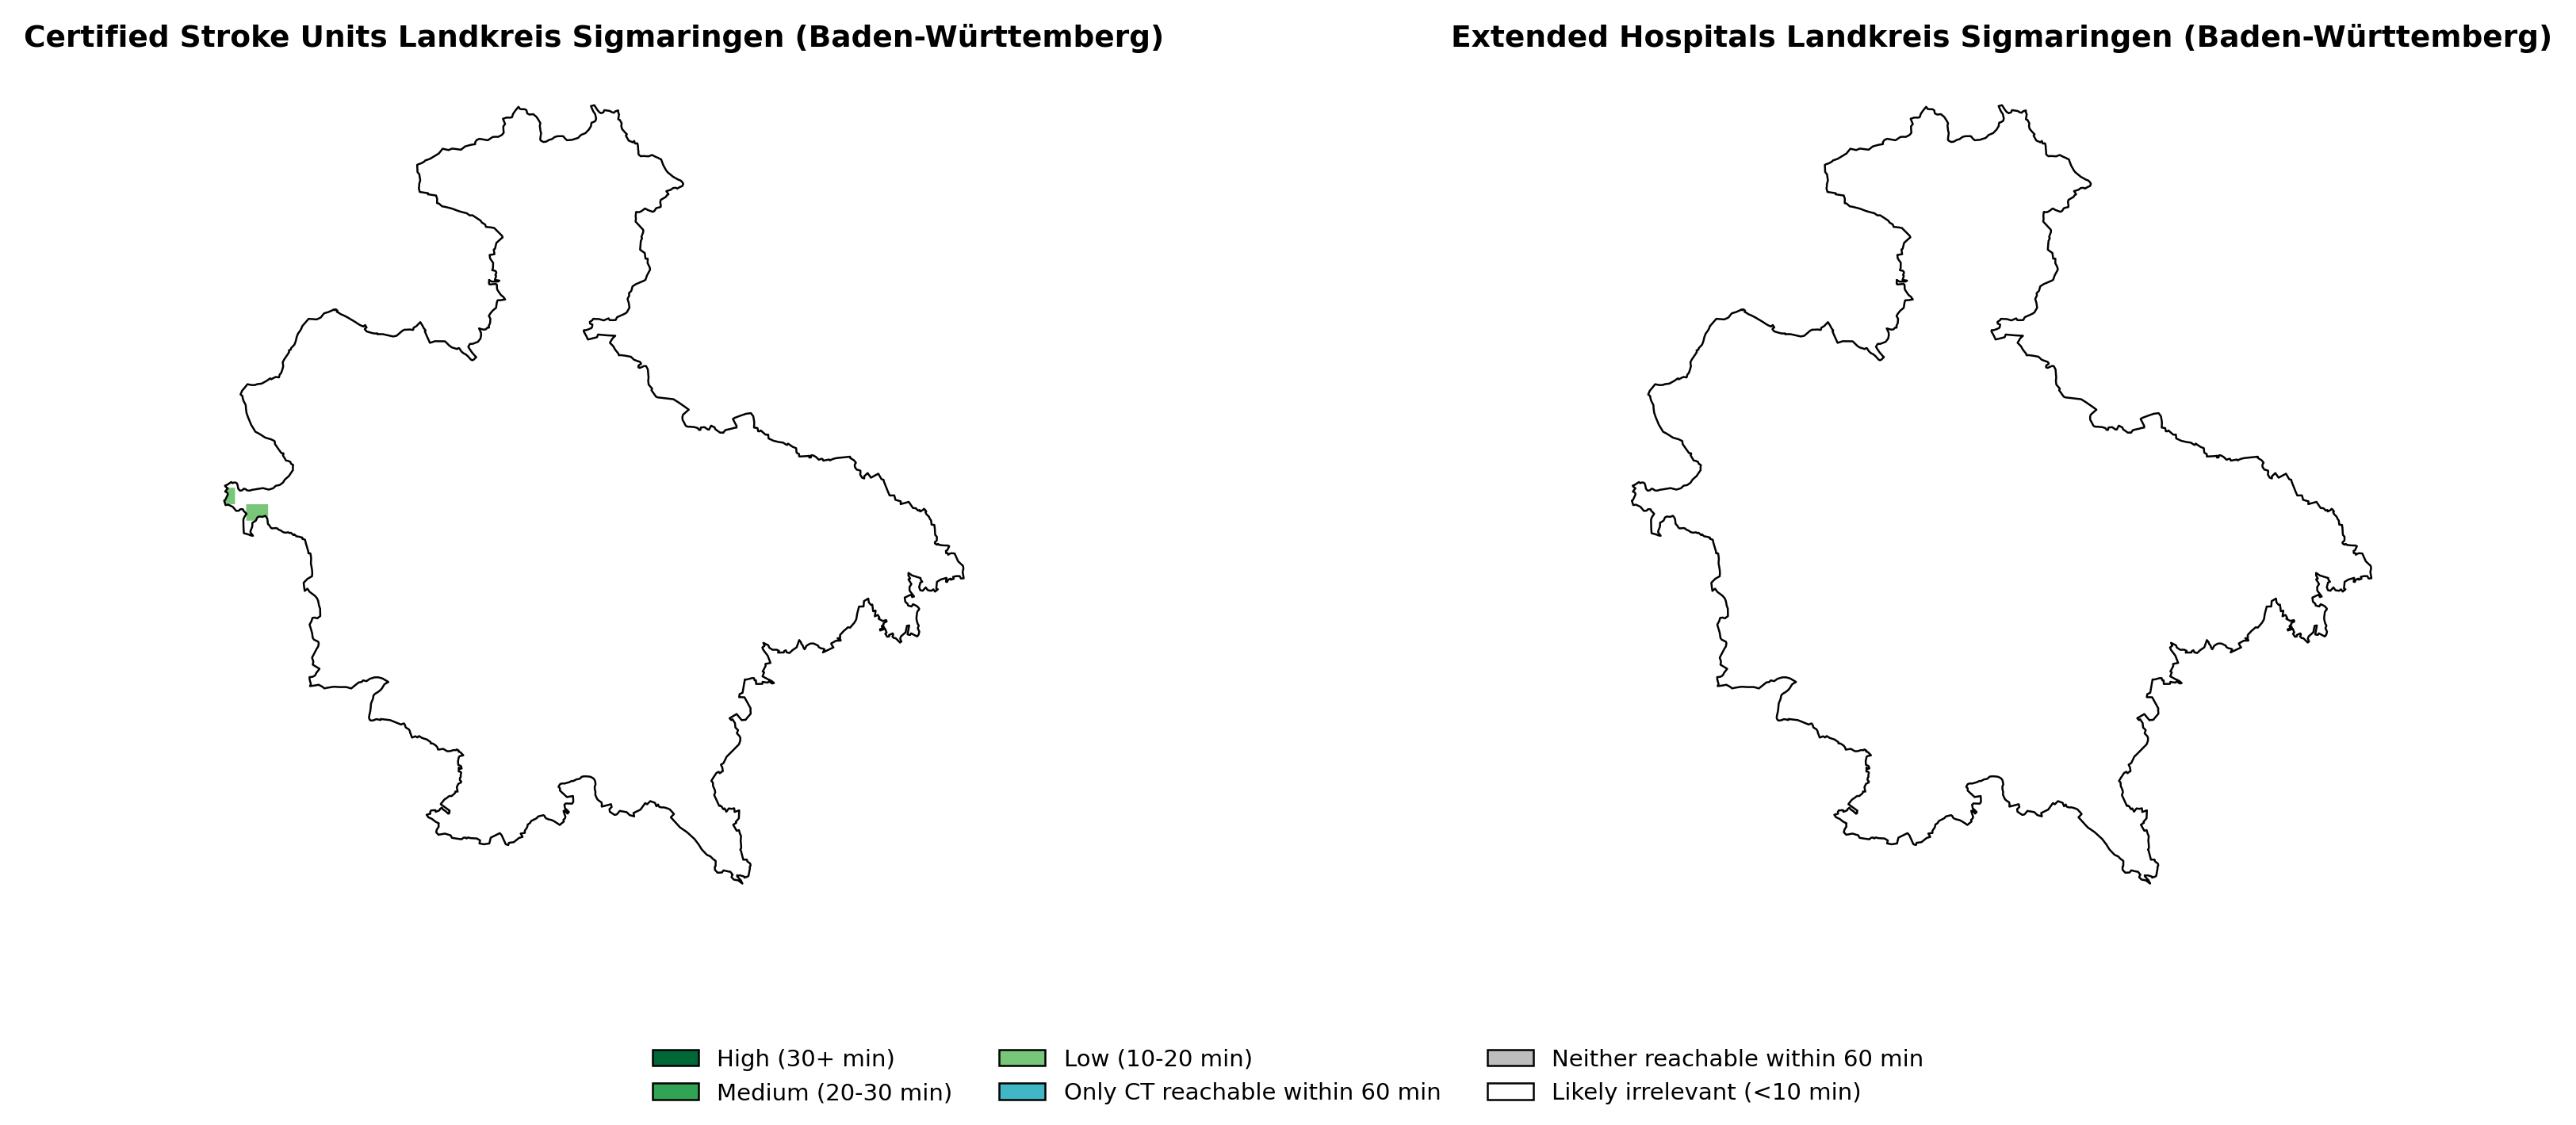 Certified Stroke Units Landkreis Sigmaringen (Baden-Württemberg)
Extended Hospitals Landkreis Sigmaringen (Baden-Württemberg)
High (30+ min)
Medium (20-30 min)
Low (10-20 min)
Only CT reachable within 60 min
Neither reachable within 60 min
Likely irrelevant (<10 min)